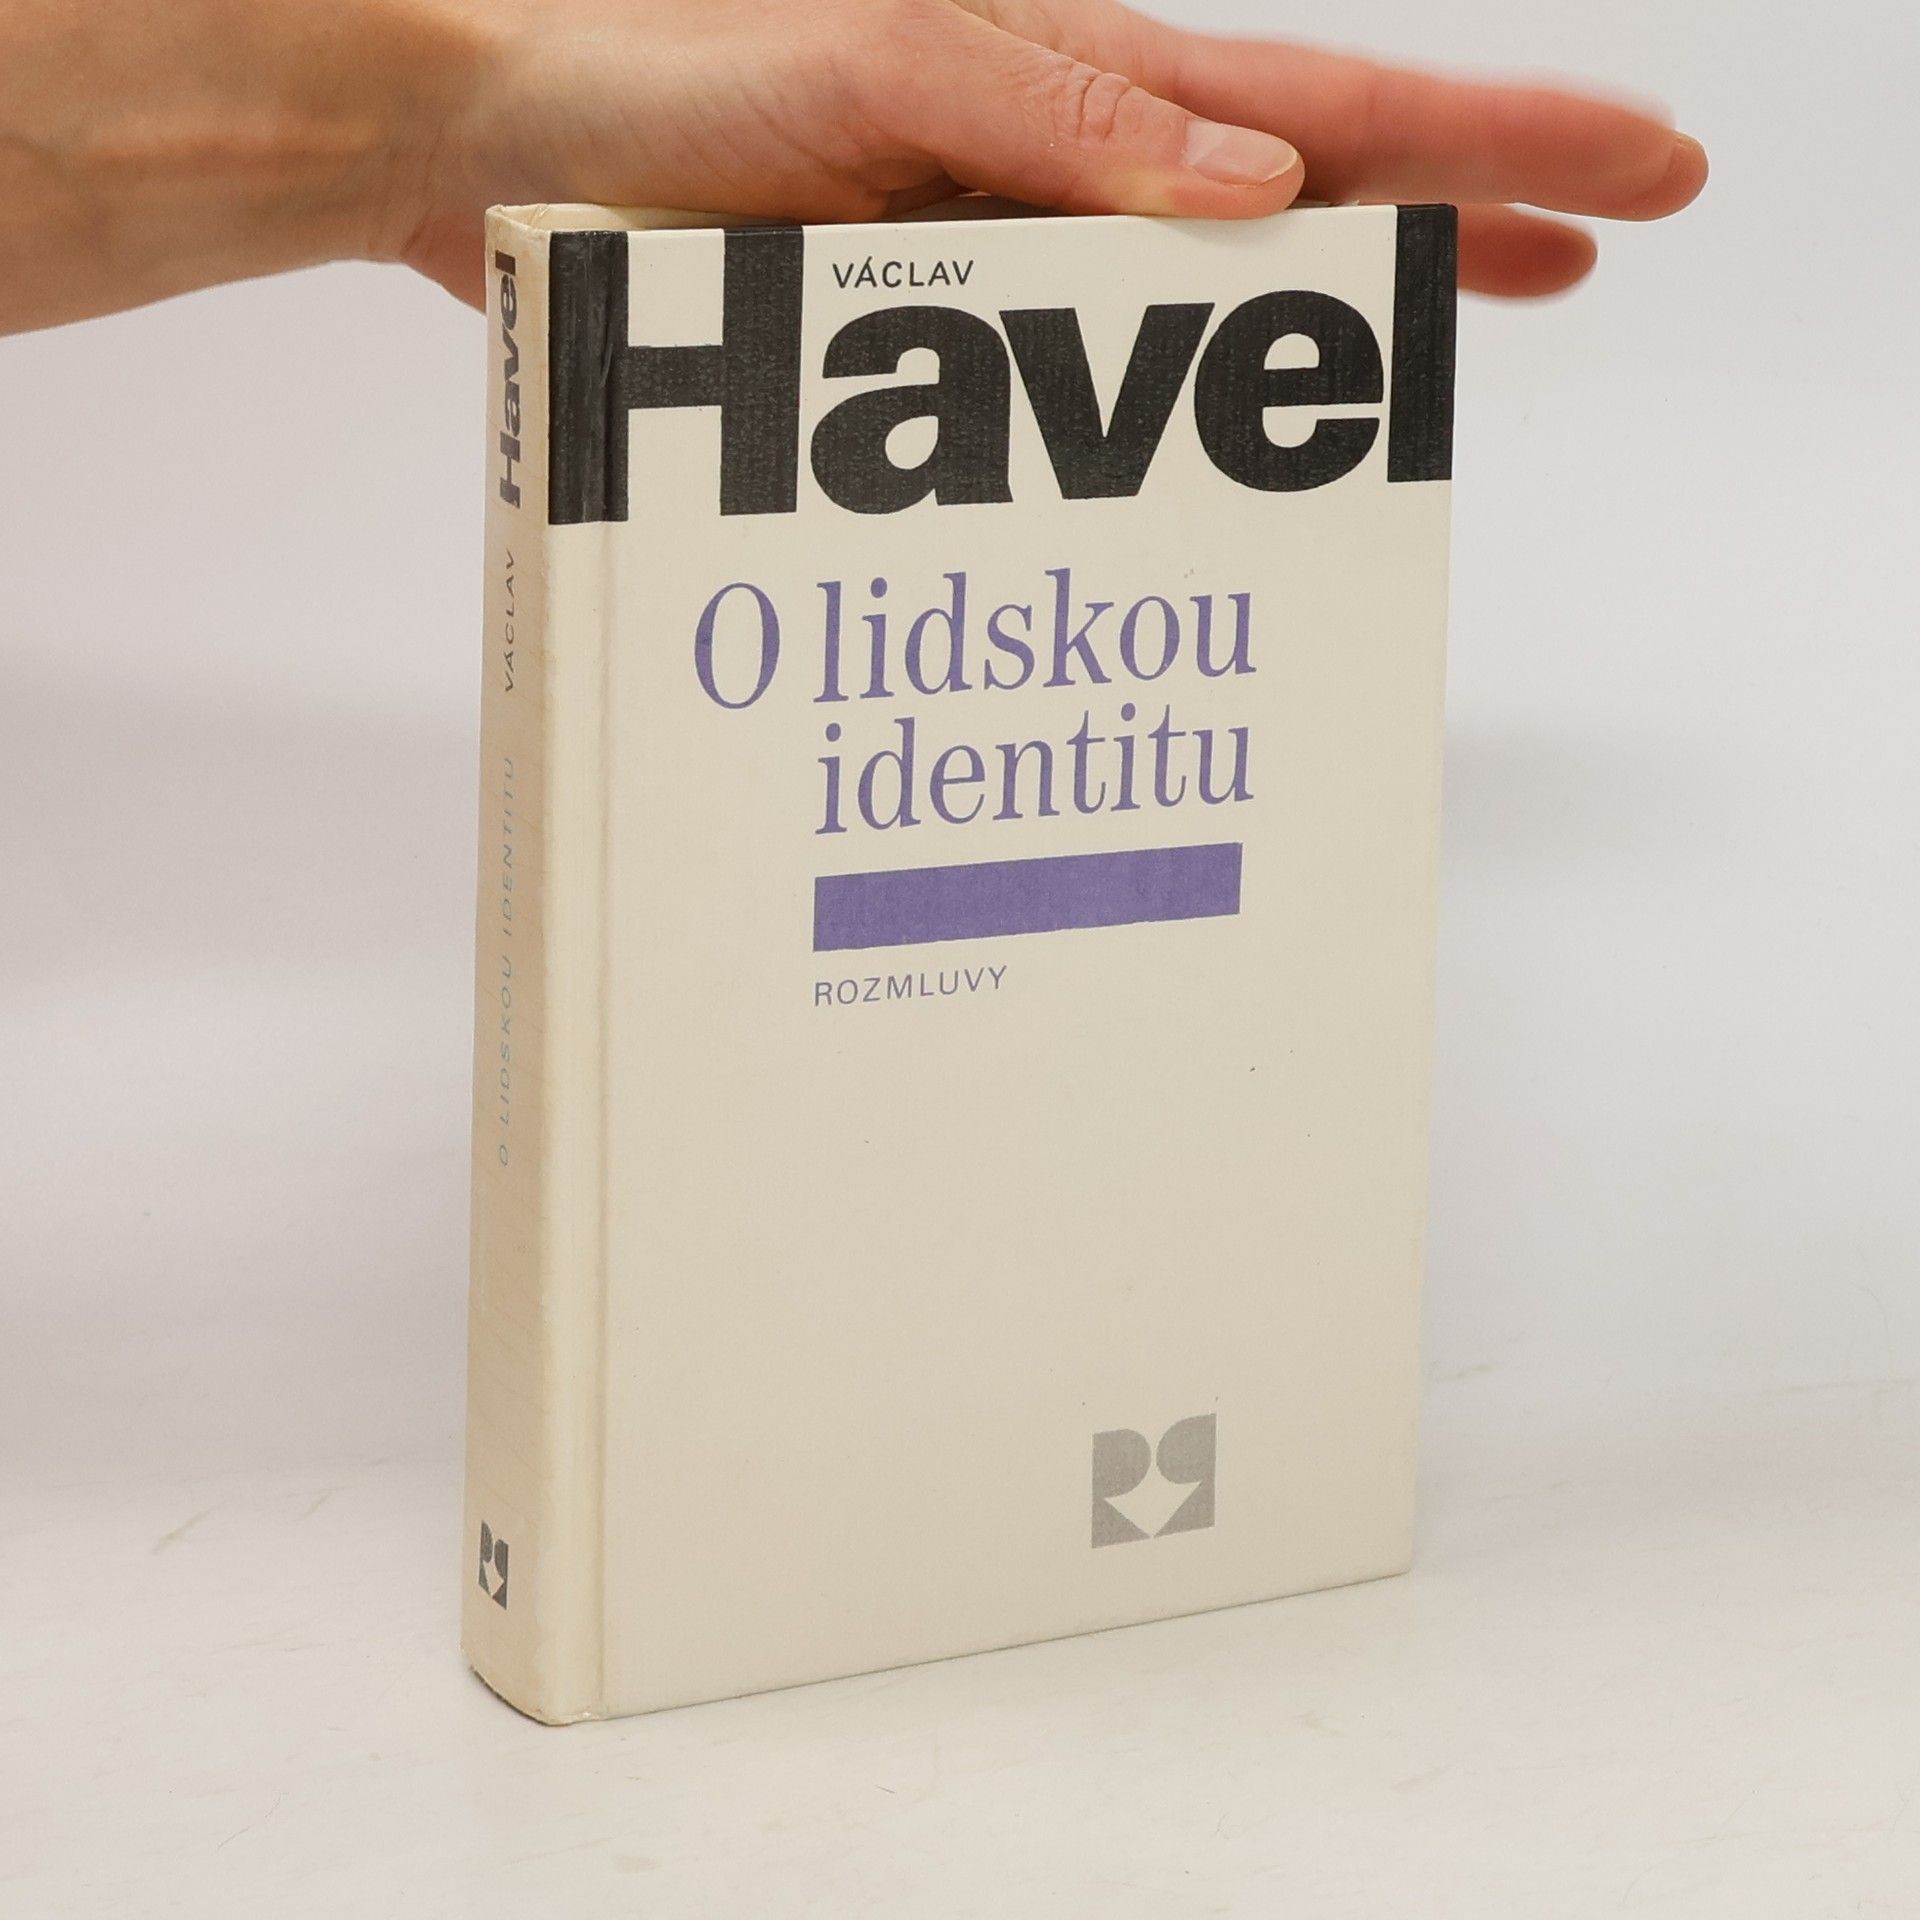 VÁCLAV
Havel
O lidskou
identitu
ROZMLUVY
Havel VÁCLAV O LIDSKOU IDENTITU